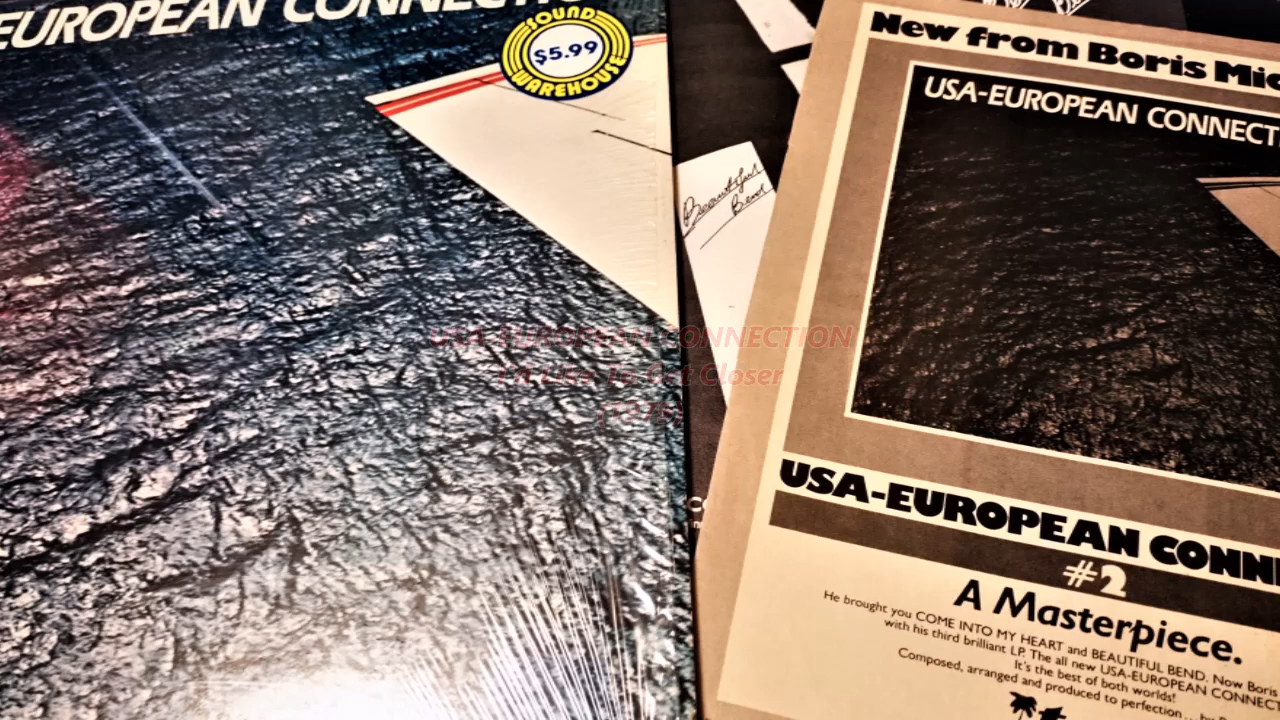 EUROPEAN CONNECTIO
SOUND
$5.99
WAREHOUSE
Beautiful
Bend
New from Boris Mi
USA-EUROPEAN CONNECT
USA-EUROPEAN CONNECTION
I'd Like To Get Closer
(1979)
USA-EUROPEAN CONN
#2
A Masterpiece.
He brought you COME INTO MY HEART and BEAUTIFUL BEND. Now Boris
with his third brilliant LP. The all new USA-EUROPEAN CONNECT
It's the best of both worlds!
Composed, arranged and produced to perfection...